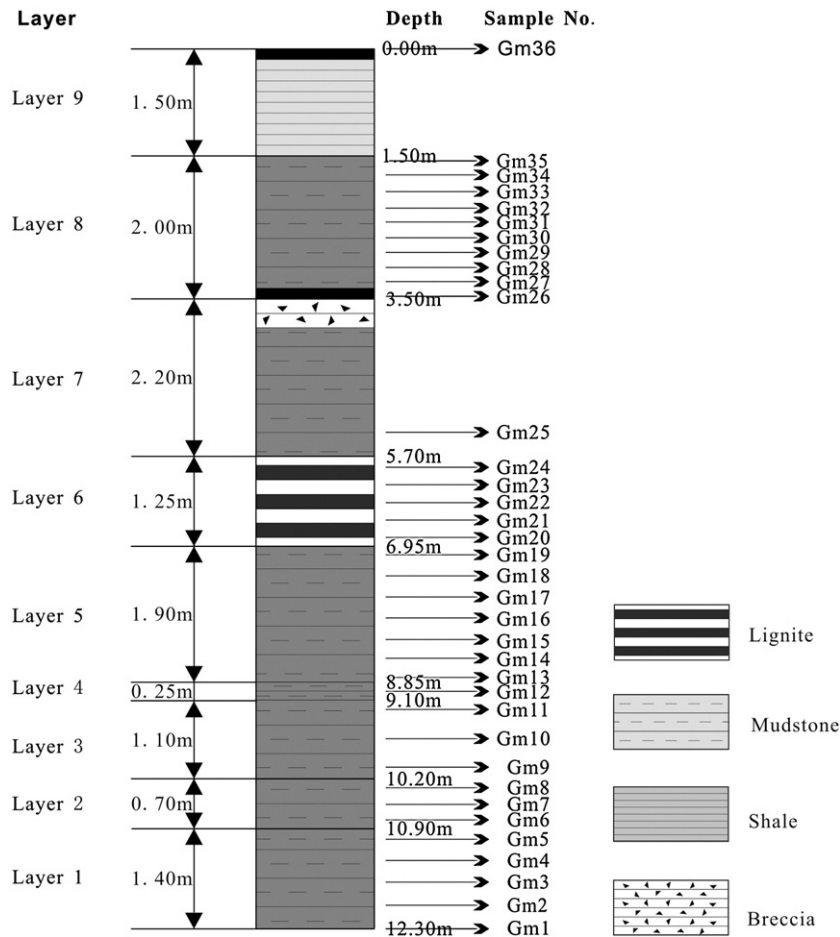 Layer Depth Sample No.
0.00m Gm36
Layer 9 1. 50m
1.50m Gm35
Gm34
Gm33
Gm32
Layer 8 2. 00m Gm31
Gm30
Gm29
Gm28
Gm27
3.50m Gm26
Layer 7 2. 20m
Gm25
5.70m
Gm24
Gm23
Layer 6 1. 25m Gm22
Gm21
Gm20
6.95m
Gm19
Gm18
Gm17
Layer 5 1. 90m Gm16
Gm15
Gm14
8.85m Gm13
Layer 4 0. 25m Gm12
9.10m
Gm11
Layer 3 1. 10m Gm10
Gm9
10.20m
Gm8
Layer 2 0. 70m Gm7
Gm6
10.90m
Gm5
Gm4
Layer 1 1. 40m Gm3
Gm2
12.30m Gm1
Lignite
Mudstone
Shale
Breccia